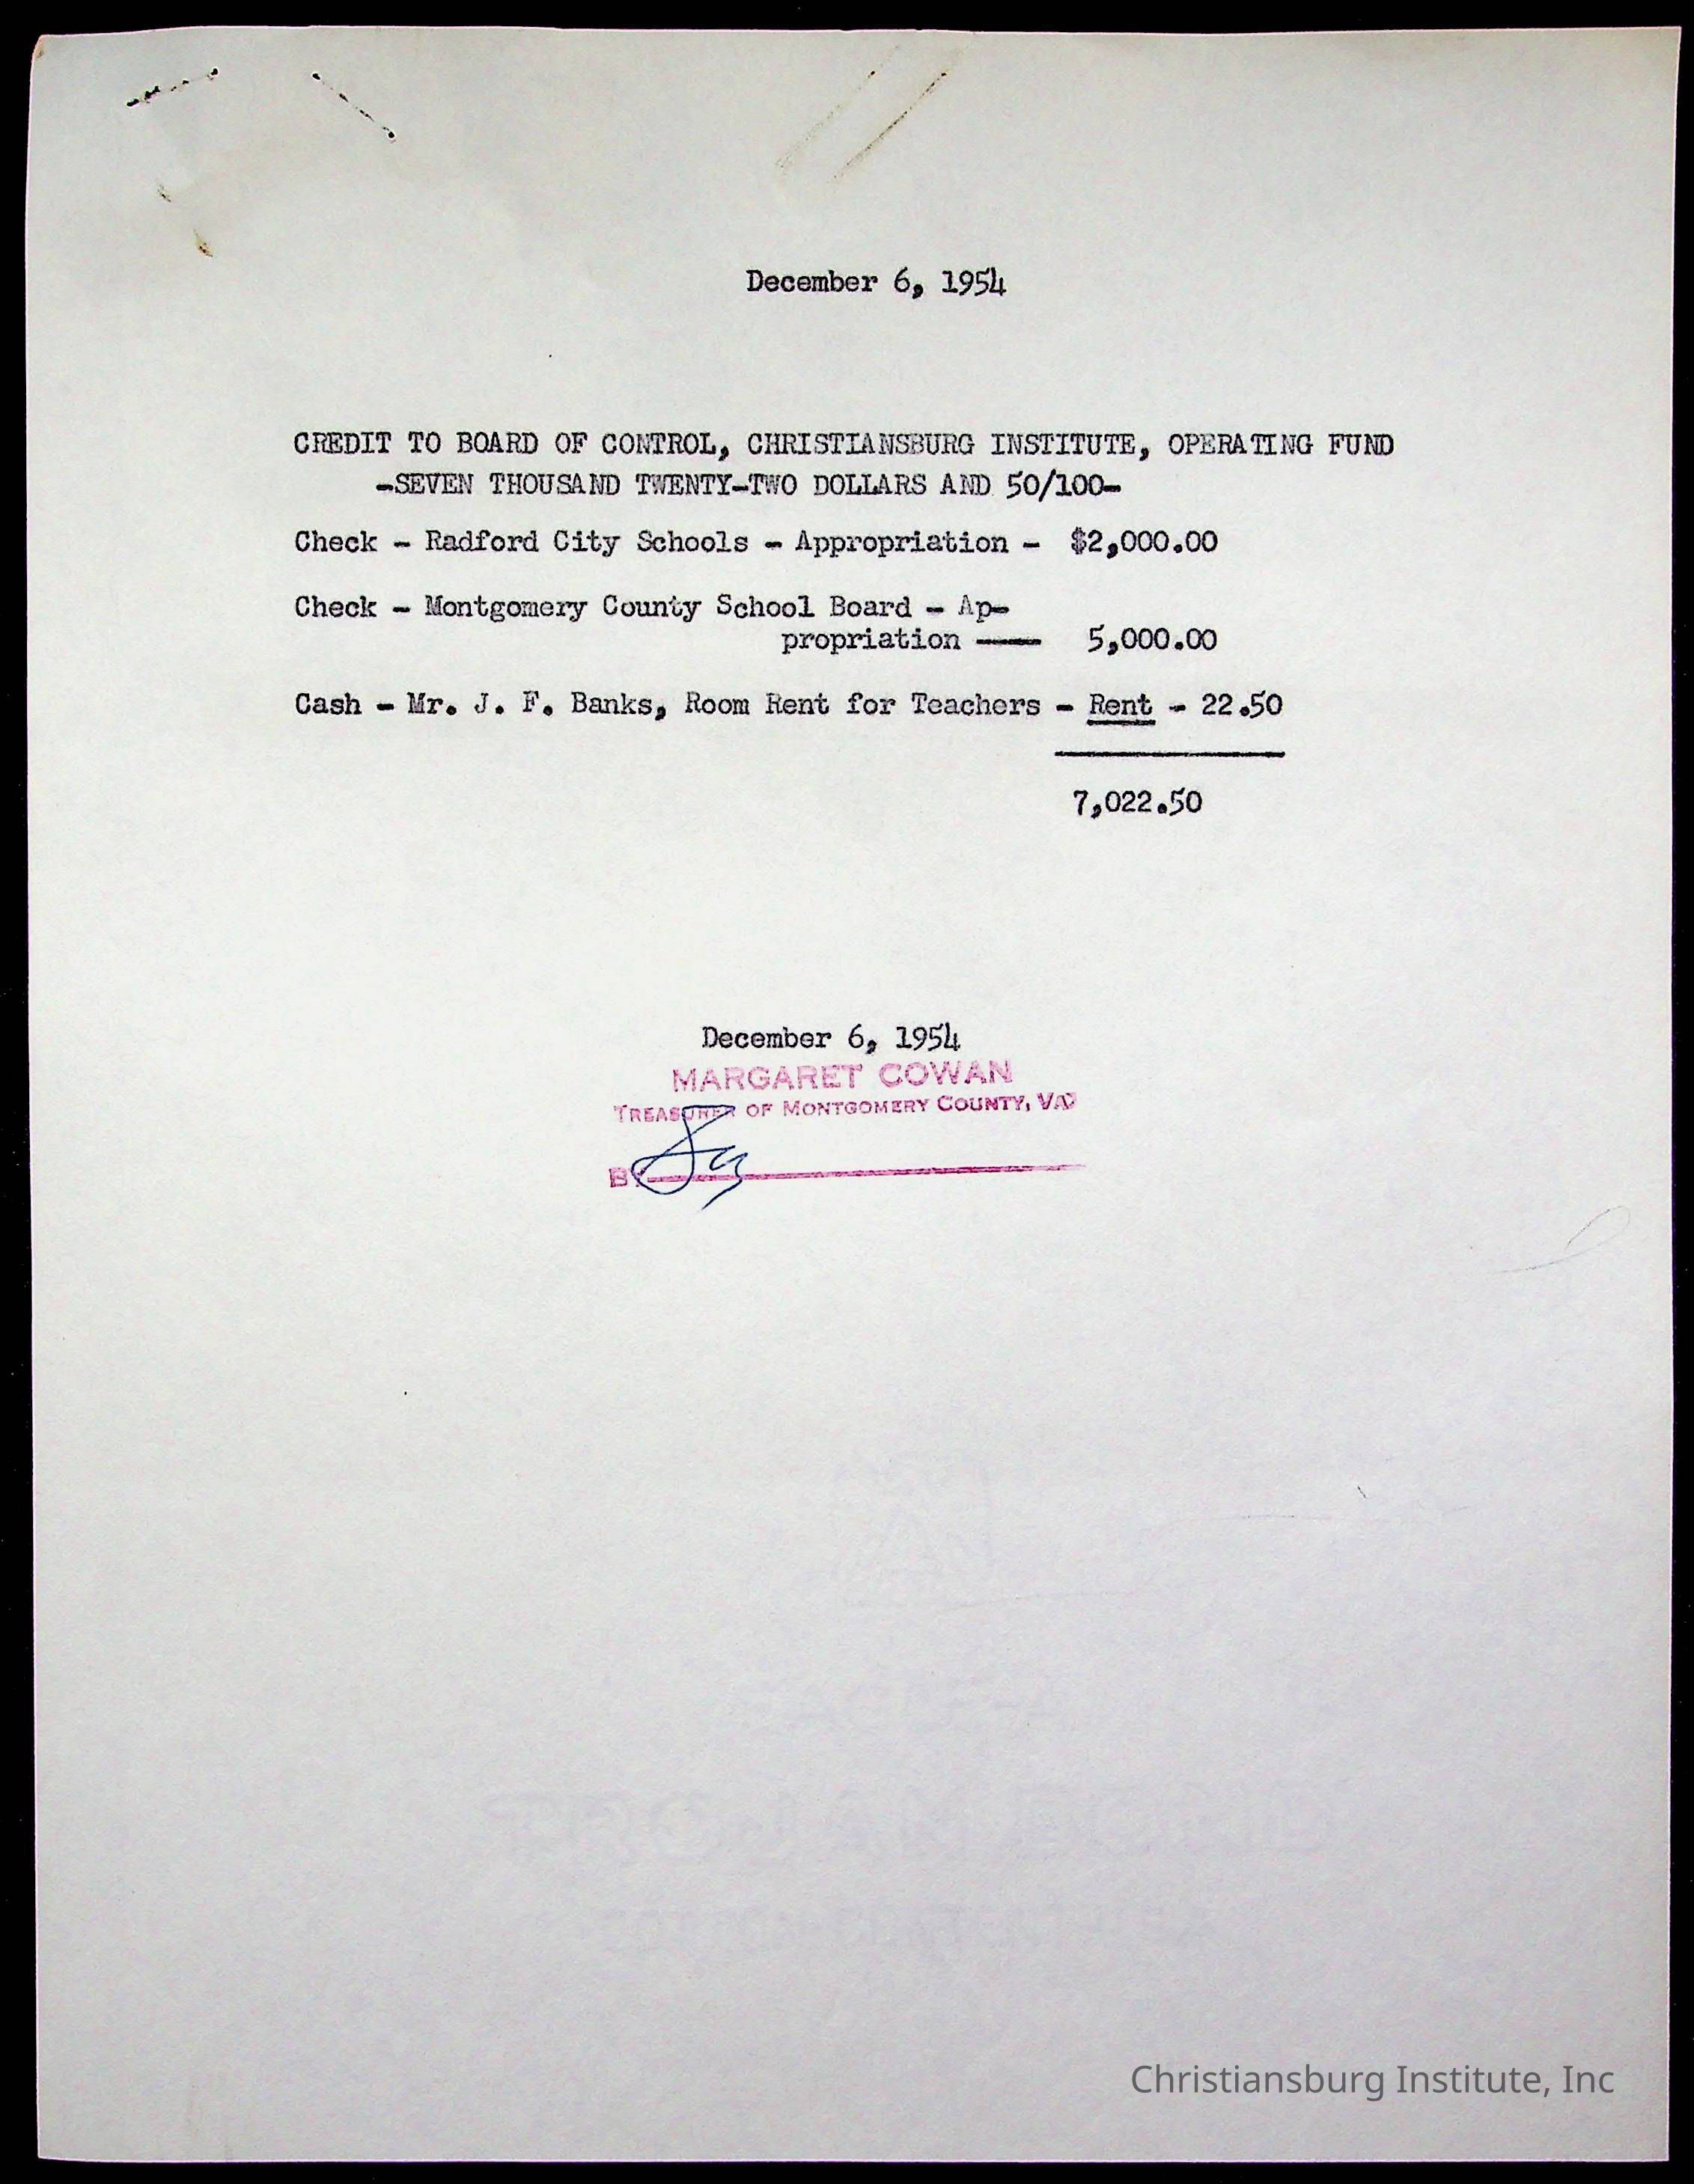 December 6, 1954
CREDIT TO BOARD OF CONTROL, CHRISTIANSBURG INSTITUTE, OPERATING FUND
-SEVEN THOUSAND TWENTY-TWO DOLLARS AND 50/100-
Check - Radford City Schools - Appropriation - $2,000.00
Check - Montgomery County School Board - Ap-
propriation —— 5,000.00
Cash - Mr. J. F. Banks, Room Rent for Teachers - Rent - 22.50
7,022.50
December 6, 1954
MARGARET COWAN
TREASURER OF MONTGOMERY COUNTY, VA
BY
Christiansburg Institute, Inc